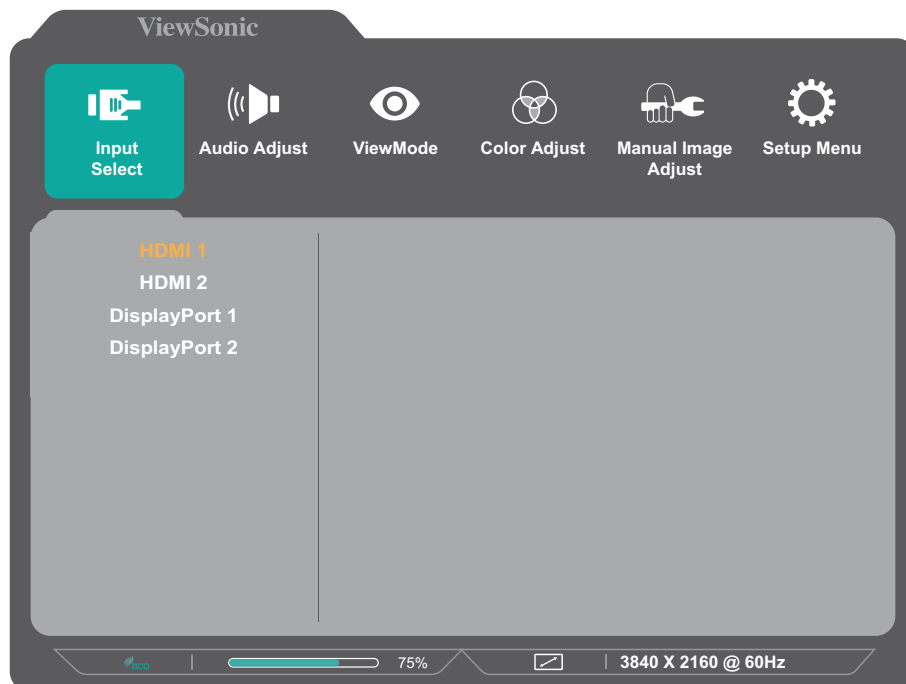 ViewSonic
Input
Select
Audio Adjust
ViewMode
Color Adjust
Manual Image
Adjust
Setup Menu
HDMI 1
HDMI 2
DisplayPort 1
DisplayPort 2
eco
75%
3840 X 2160 @ 60Hz